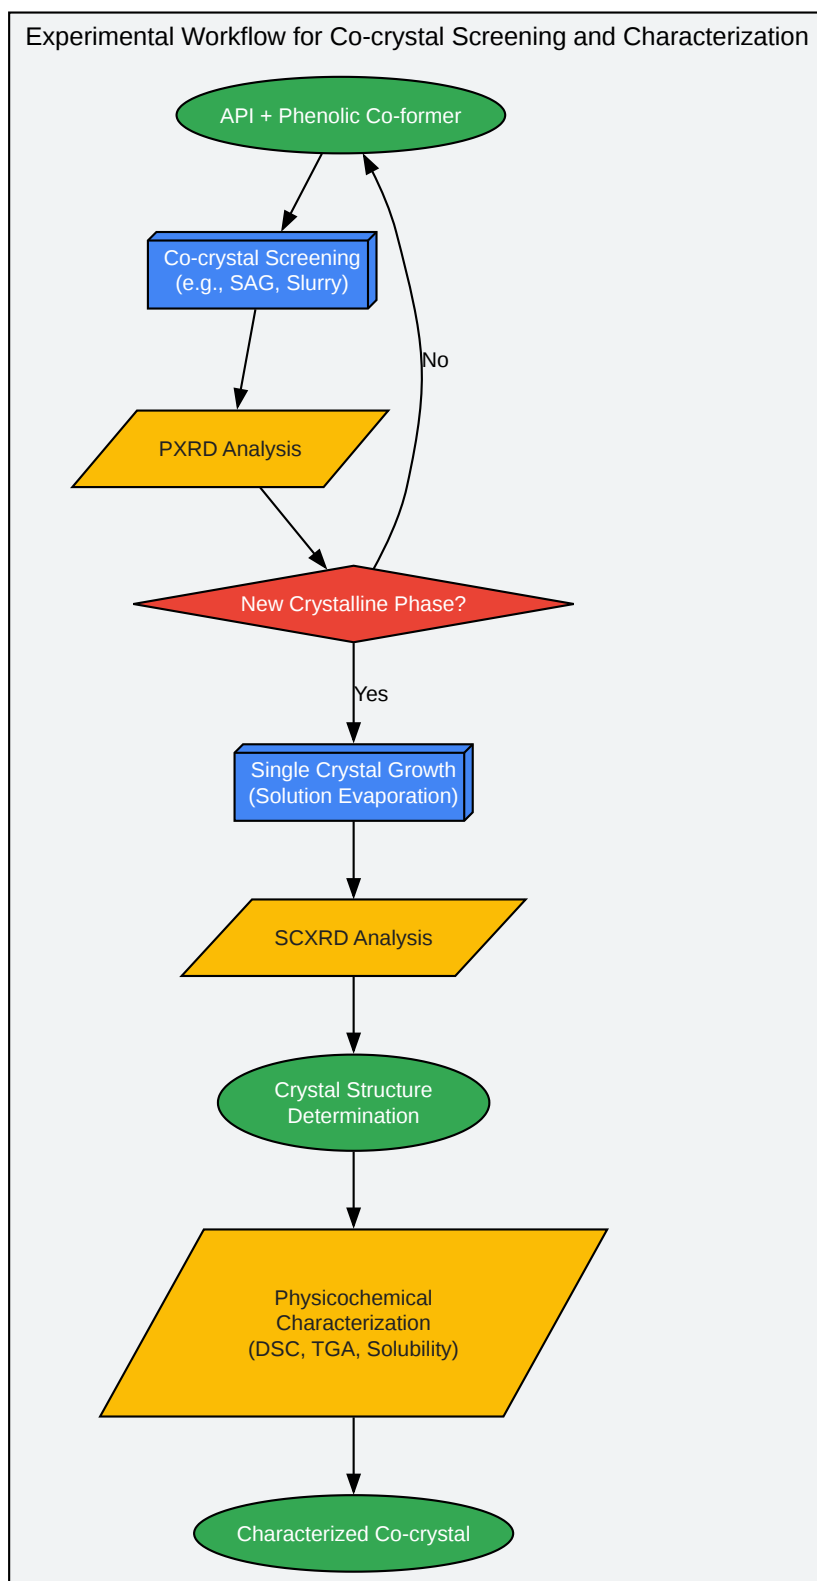 Experimental Workflow for Co-crystal Screening and Characterization
API + Phenolic Co-former
Co-crystal Screening
(e.g., SAG, Slurry)
No
PXRD Analysis
New Crystalline Phase?
Yes
Single Crystal Growth
(Solution Evaporation)
SCXRD Analysis
Crystal Structure
Determination
Physicochemical
Characterization
(DSC, TGA, Solubility)
Characterized Co-crystal